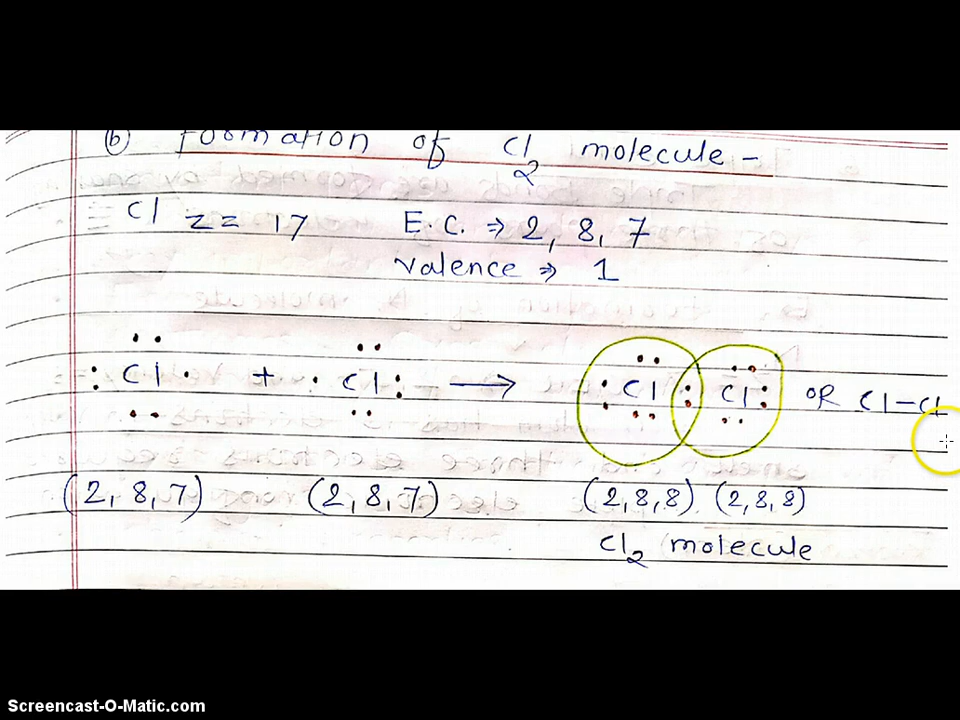 (b) Formation of Cl2 molecule -
Cl Z = 17 E.C. ⇒ 2, 8, 7
Valence ⇒ 1
:Cl· + ·Cl: ⟶ :Cl:Cl: OR Cl-Cl
(2, 8, 7) (2, 8, 7) (2,8,8) (2,8,8)
Cl2 molecule
Screencast-O-Matic.com